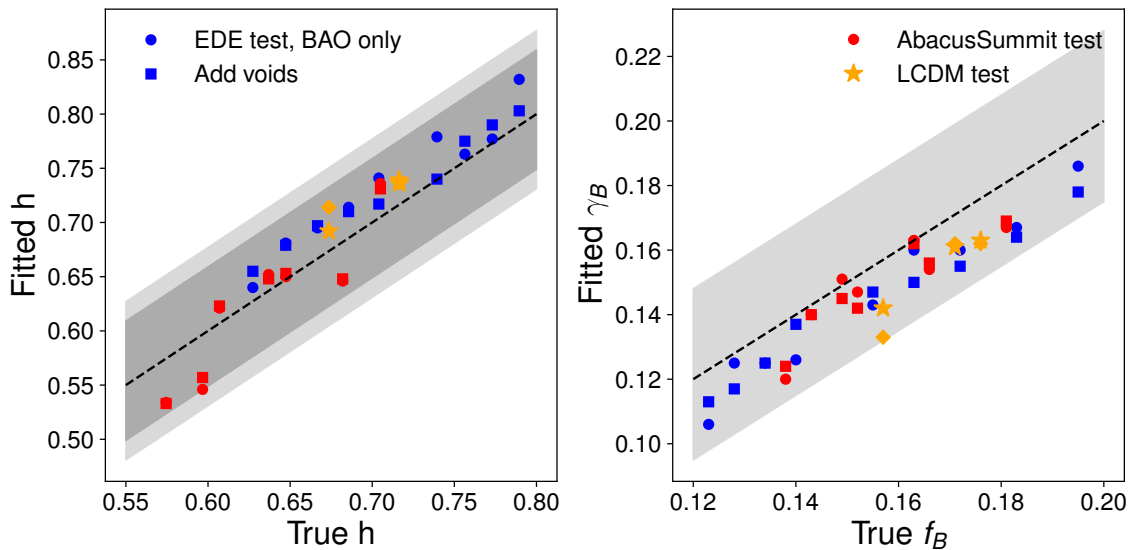 EDE test, BAO only
Add voids
0.85
0.80
0.75
0.70
0.65
0.60
0.55
0.50
Fitted h
0.55 0.60 0.65 0.70 0.75 0.80
True h
AbacusSummit test
LCDM test
0.22
0.20
0.18
0.16
0.14
0.12
0.10
Fitted γ_B
0.12 0.14 0.16 0.18 0.20
True f_B